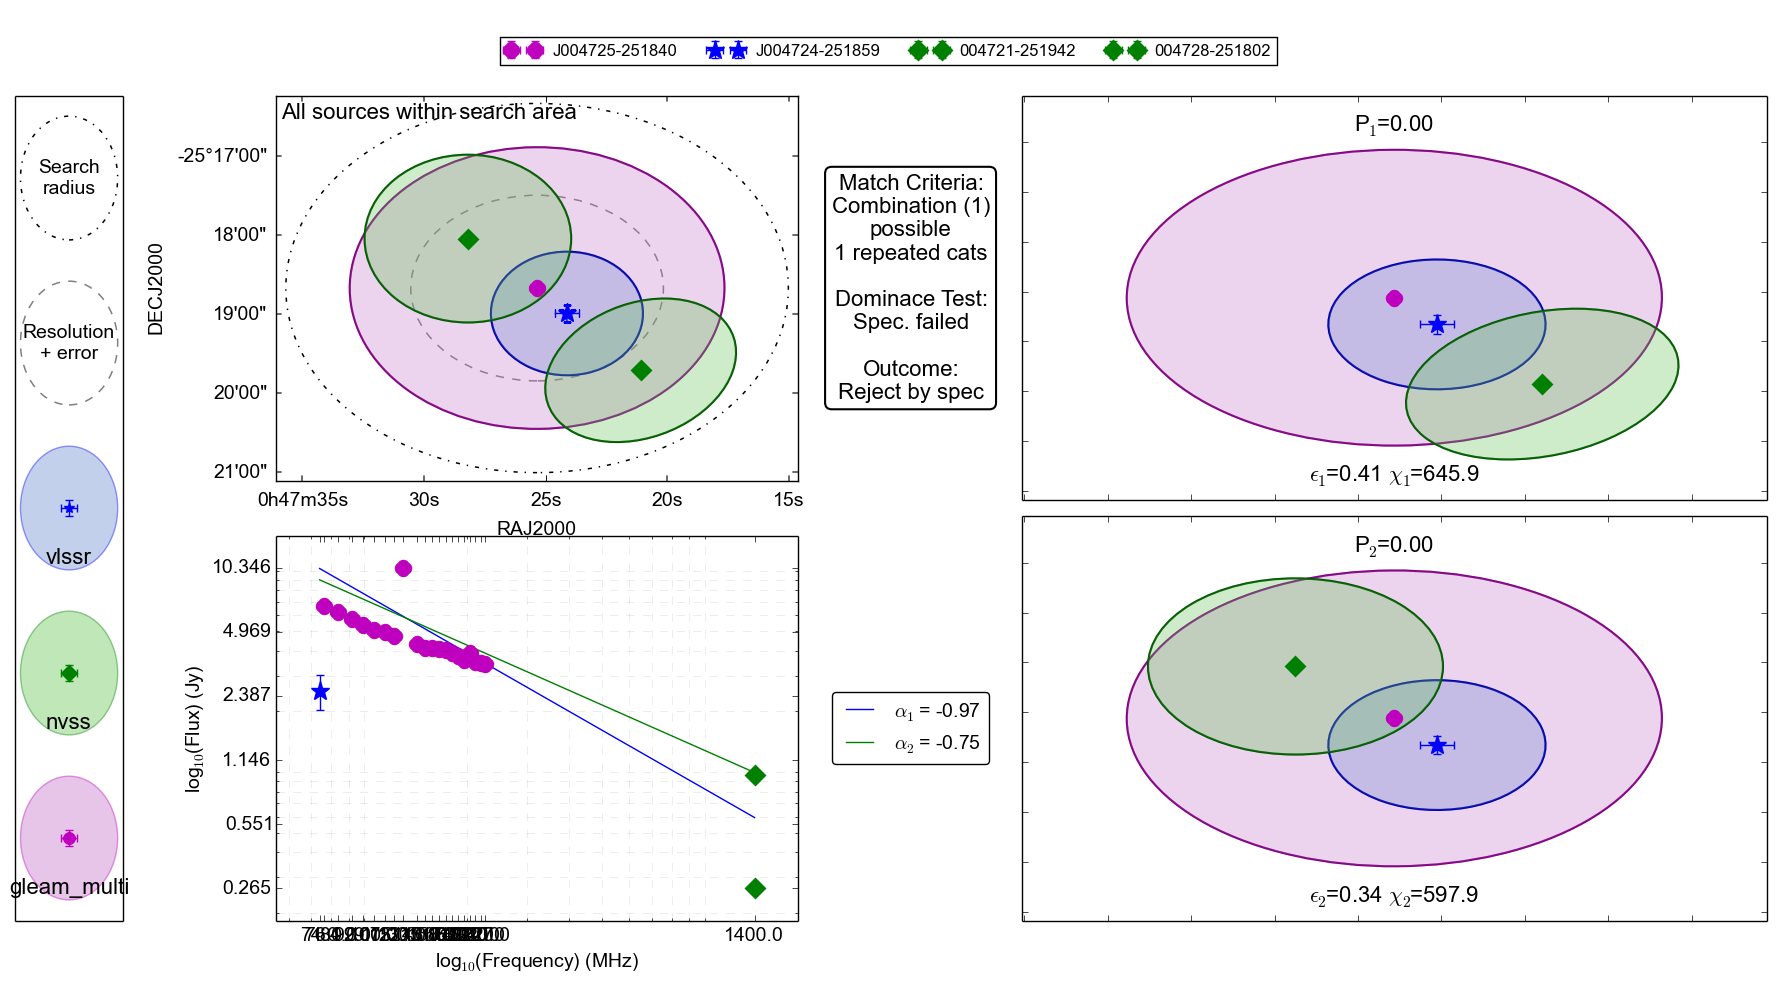 J004725-251840 J004724-251859 004721-251942 004728-251802
Search
radius
Resolution
+ error
vlssr
nvss
gleam_multi
All sources within search area
DECJ2000
-25°17'00"
18'00"
19'00"
20'00"
21'00"
0h47m35s 30s 25s 20s 15s
RAJ2000
Match Criteria:
Combination (1)
possible
1 repeated cats
Dominace Test:
Spec. failed
Outcome:
Reject by spec
P₁=0.00
ϵ₁=0.41 χ₁=645.9
log₁₀(Flux) (Jy)
10.346
4.969
2.387
1.146
0.551
0.265
1400.0
log₁₀(Frequency) (MHz)
α₁ = -0.97
α₂ = -0.75
P₂=0.00
ϵ₂=0.34 χ₂=597.9